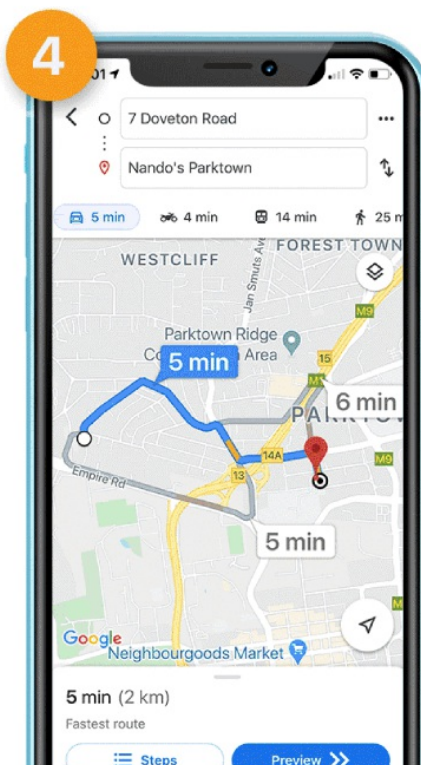 4
01
7 Doveton Road
Nando's Parktown
5 min
4 min
14 min
25 m
FOREST TOWN
WESTCLIFF
Jan Smuts Ave
M9
Parktown Ridge
Area
5 min
15
M1
6 min
PARKTOW
14A
M9
13
Empire Rd
5 min
M
Google
Neighbourgoods Market
5 min (2 km)
Fastest route
Steps
Preview